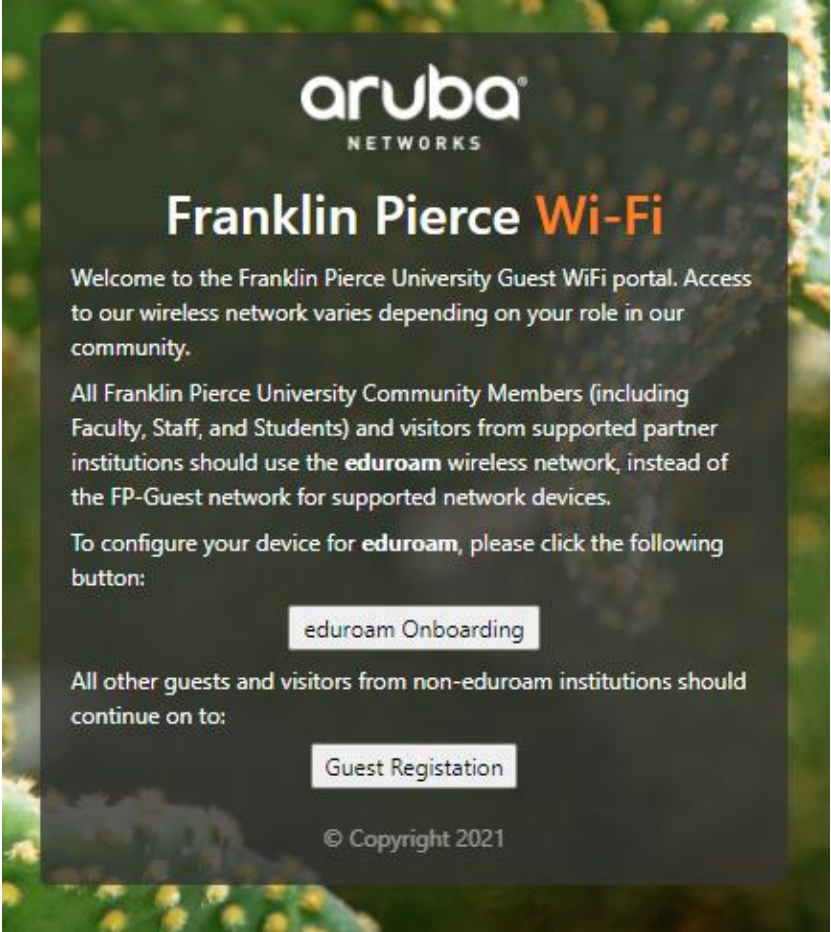 aruba®
NETWORKS
Franklin Pierce Wi-Fi
Welcome to the Franklin Pierce University Guest WiFi portal. Access
to our wireless network varies depending on your role in our
community.
All Franklin Pierce University Community Members (including
Faculty, Staff, and Students) and visitors from supported partner
institutions should use the eduroam wireless network, instead of
the FP-Guest network for supported network devices.
To configure your device for eduroam, please click the following
button:
eduroam Onboarding
All other guests and visitors from non-eduroam institutions should
continue on to:
Guest Registation
© Copyright 2021